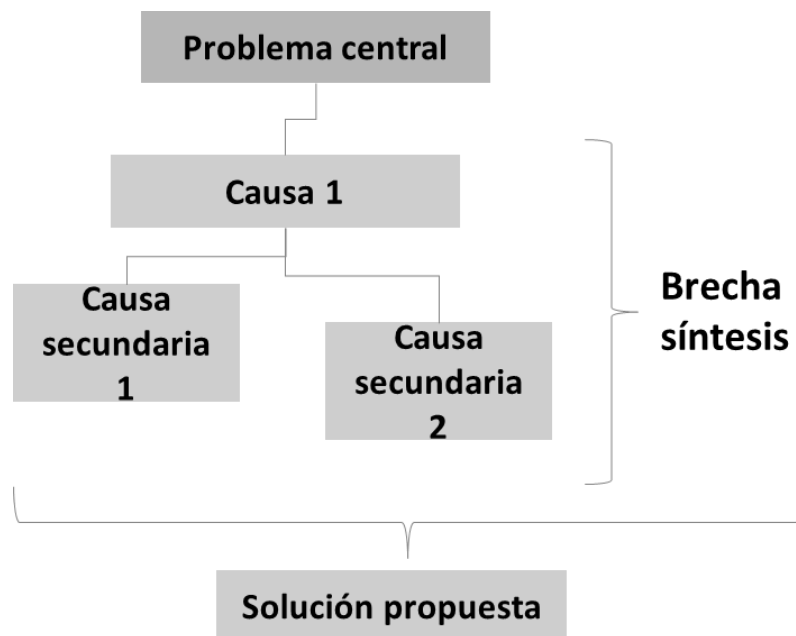 Problema central
Causa 1
Causa
secundaria
1
Causa
secundaria
2
Brecha
síntesis
Solución propuesta